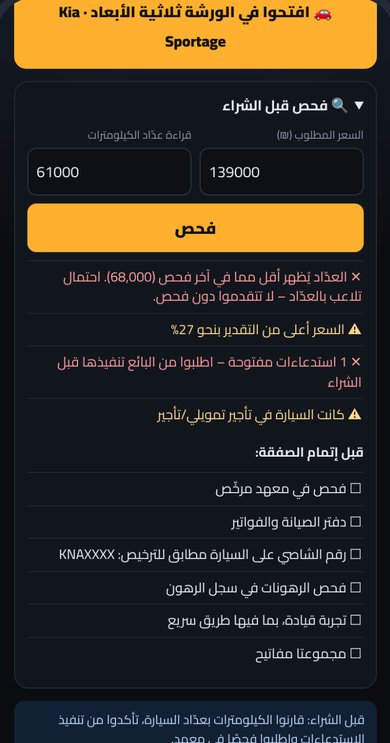 🚗 افتحوا في الورشة ثلاثية الأبعاد · Kia
Sportage
▼ 🔍 فحص قبل الشراء
السعر المطلوب (₪)
قراءة عدّاد الكيلومترات
139000
61000
فحص
✕ العدّاد يُظهر أقل مما في آخر فحص (68,000). احتمال
تلاعب بالعدّاد – لا تتقدموا دون فحص.
⚠ السعر أعلى من التقدير بنحو 27%
✕ 1 استدعاءات مفتوحة – اطلبوا من البائع تنفيذها قبل
الشراء
⚠ كانت السيارة في تأجير تمويلي/تأجير
قبل إتمام الصفقة:
☐ فحص في معهد مرخّص
☐ دفتر الصيانة والفواتير
☐ رقم الشاصي على السيارة مطابق للترخيص: KNAXXXX
☐ فحص الرهونات في سجل الرهون
☐ تجربة قيادة، بما فيها طريق سريع
☐ مجموعتا مفاتيح
قبل الشراء: قارنوا الكيلومترات بعدّاد السيارة، تأكدوا من تنفيذ
الاستدعاءات واطلبوا فحصًا في معهد.